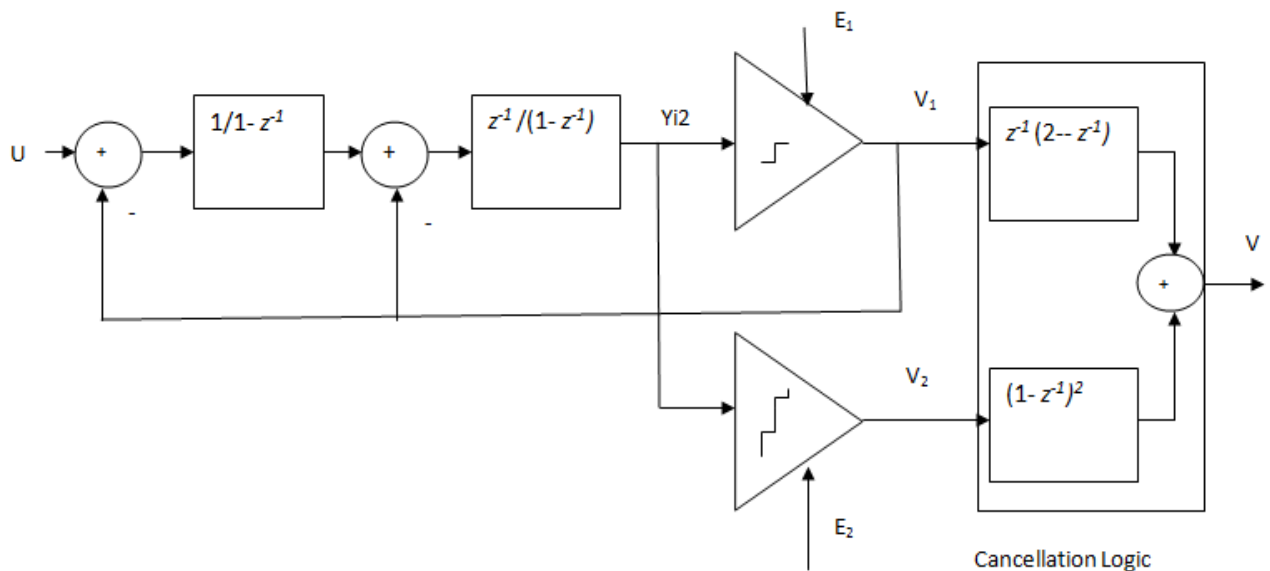 E₁
U
+
-
1/1- z⁻¹
+
-
z⁻¹ /(1- z⁻¹)
Yi2
V₁
z⁻¹ (2-- z⁻¹)
+
V
V₂
(1- z⁻¹)²
E₂
Cancellation Logic